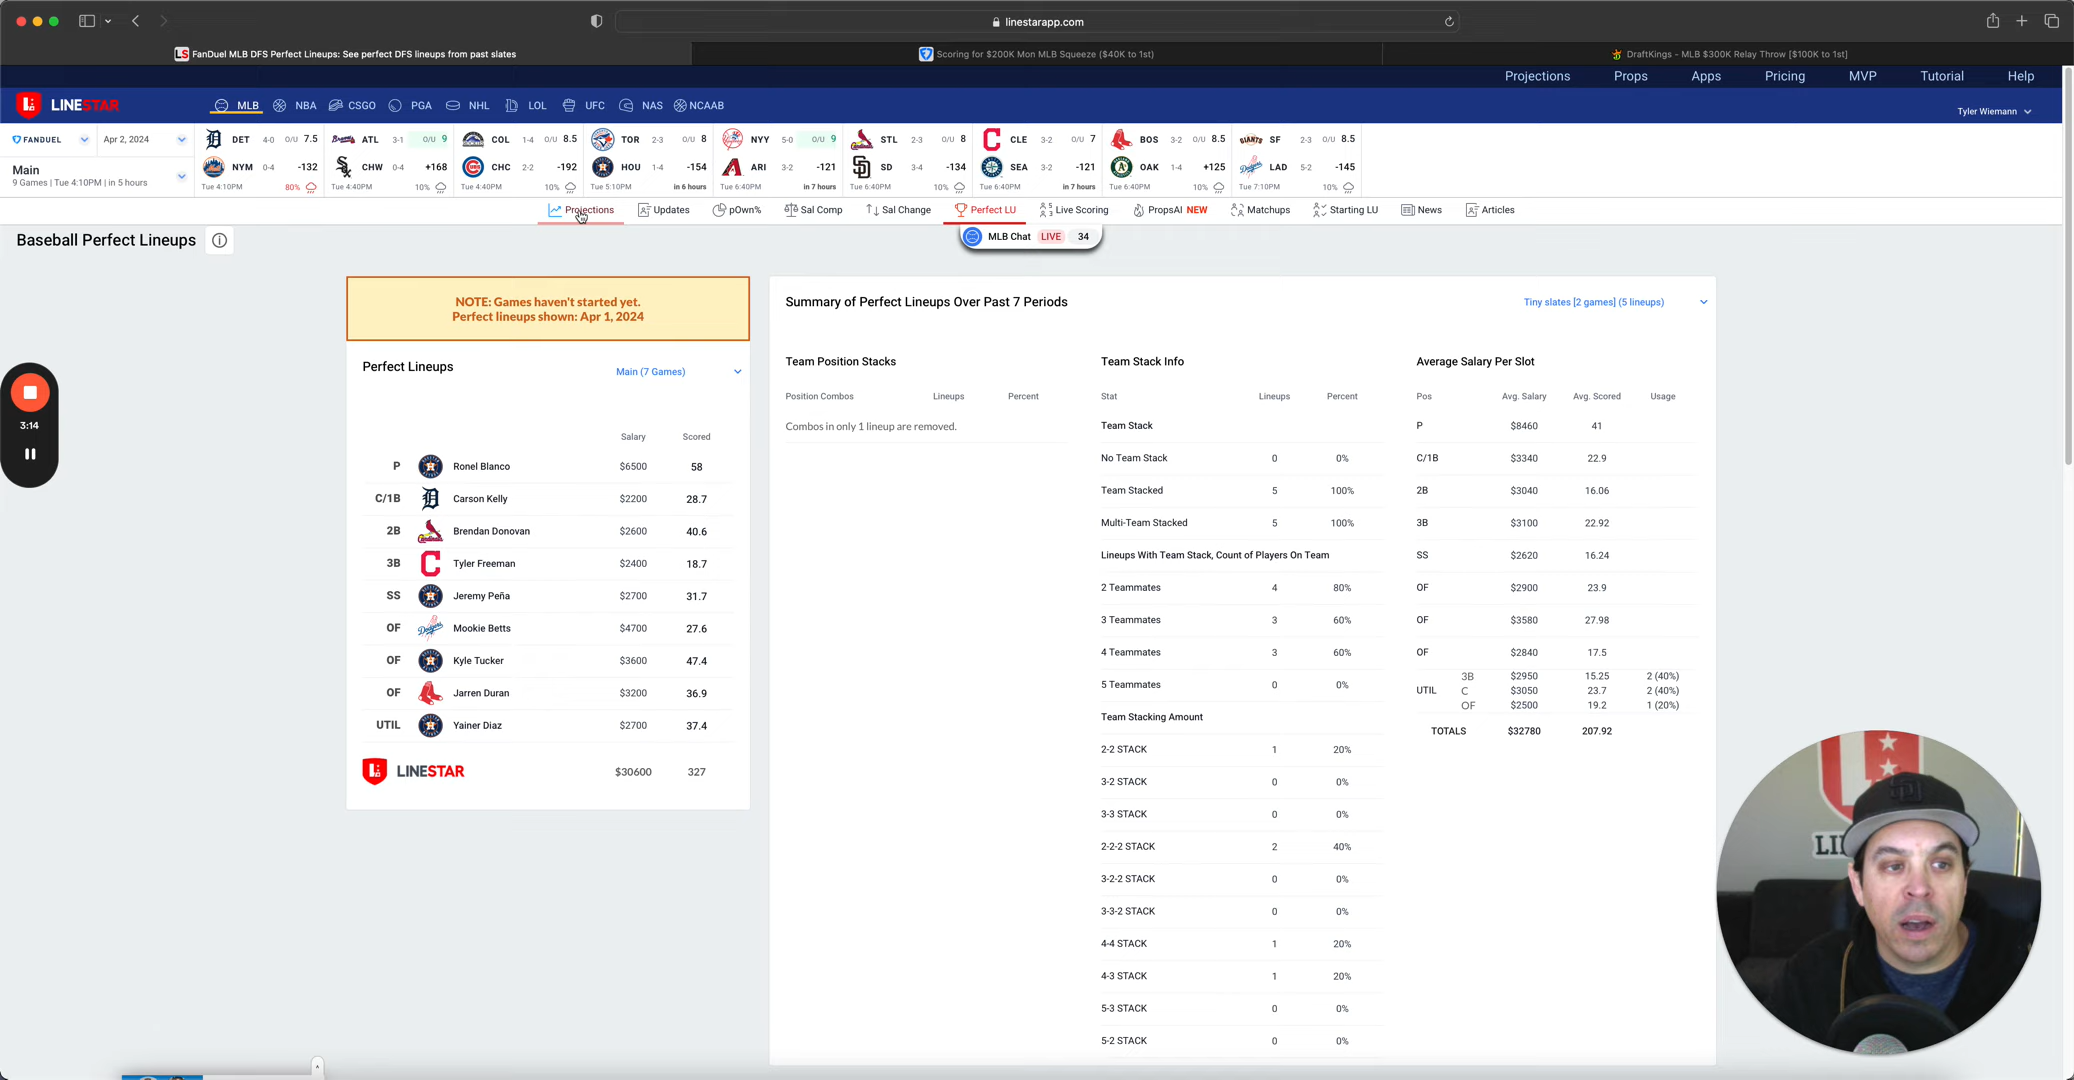 linestarapp.com
FanDuel MLB DFS Perfect Lineups: See perfect DFS lineups from past slates
Scoring for $200K Mon MLB Squeeze ($40K to 1st)
DraftKings - MLB $300K Relay Throw [$100K to 1st]
Projections Props Apps Pricing MVP Tutorial Help
LINESTAR MLB NBA CSGO PGA NHL LOL UFC NAS NCAAB
Tyler Wiemann
FANDUEL Apr 2, 2024
Main
9 Games | Tue 4:10PM | in 5 hours
DET 4-0 O/U 7.5
NYM 0-4 -132
Tue 4:10PM 80%
ATL 3-1 O/U 9
CHW 0-4 +168
Tue 4:40PM 10%
COL 1-4 O/U 8.5
CHC 2-2 -192
Tue 4:40PM 10%
TOR 2-3 O/U 8
HOU 1-4 -154
Tue 5:10PM in 6 hours
NYY 5-0 O/U 9
ARI 3-2 -121
Tue 6:40PM in 7 hours
STL 2-3 O/U 8
SD 3-4 -134
Tue 6:40PM 10%
CLE 3-2 O/U 7
SEA 3-2 -121
Tue 6:40PM in 7 hours
BOS 3-2 O/U 8.5
OAK 1-4 +125
Tue 6:40PM 10%
SF 2-3 O/U 8.5
LAD 5-2 -145
Tue 7:10PM 10%
Projections Updates pOwn% Sal Comp Sal Change Perfect LU Live Scoring PropsAI NEW Matchups Starting LU News Articles
Baseball Perfect Lineups
MLB Chat LIVE 34
NOTE: Games haven't started yet.
Perfect lineups shown: Apr 1, 2024
Perfect Lineups Main (7 Games)
Salary Scored
P Ronel Blanco $6500 58
C/1B Carson Kelly $2200 28.7
2B Brendan Donovan $2600 40.6
3B Tyler Freeman $2400 18.7
SS Jeremy Peña $2700 31.7
OF Mookie Betts $4700 27.6
OF Kyle Tucker $3600 47.4
OF Jarren Duran $3200 36.9
UTIL Yainer Diaz $2700 37.4
LINESTAR $30600 327
Summary of Perfect Lineups Over Past 7 Periods
Tiny slates [2 games] (5 lineups)
Team Position Stacks
Position Combos Lineups Percent
Combos in only 1 lineup are removed.
Team Stack Info
Stat Lineups Percent
Team Stack
No Team Stack 0 0%
Team Stacked 5 100%
Multi-Team Stacked 5 100%
Lineups With Team Stack, Count of Players On Team
2 Teammates 4 80%
3 Teammates 3 60%
4 Teammates 3 60%
5 Teammates 0 0%
Team Stacking Amount
2-2 STACK 1 20%
3-2 STACK 0 0%
3-3 STACK 0 0%
2-2-2 STACK 2 40%
3-2-2 STACK 0 0%
3-3-2 STACK 0 0%
4-4 STACK 1 20%
4-3 STACK 1 20%
5-3 STACK 0 0%
5-2 STACK 0 0%
Average Salary Per Slot
Pos Avg. Salary Avg. Scored Usage
P $8460 41
C/1B $3340 22.9
2B $3040 16.06
3B $3100 22.92
SS $2620 16.24
OF $2900 23.9
OF $3580 27.98
OF $2840 17.5
3B $2950 15.25 2 (40%)
UTIL C $3050 23.7 2 (40%)
OF $2500 19.2 1 (20%)
TOTALS $32780 207.92
3:14